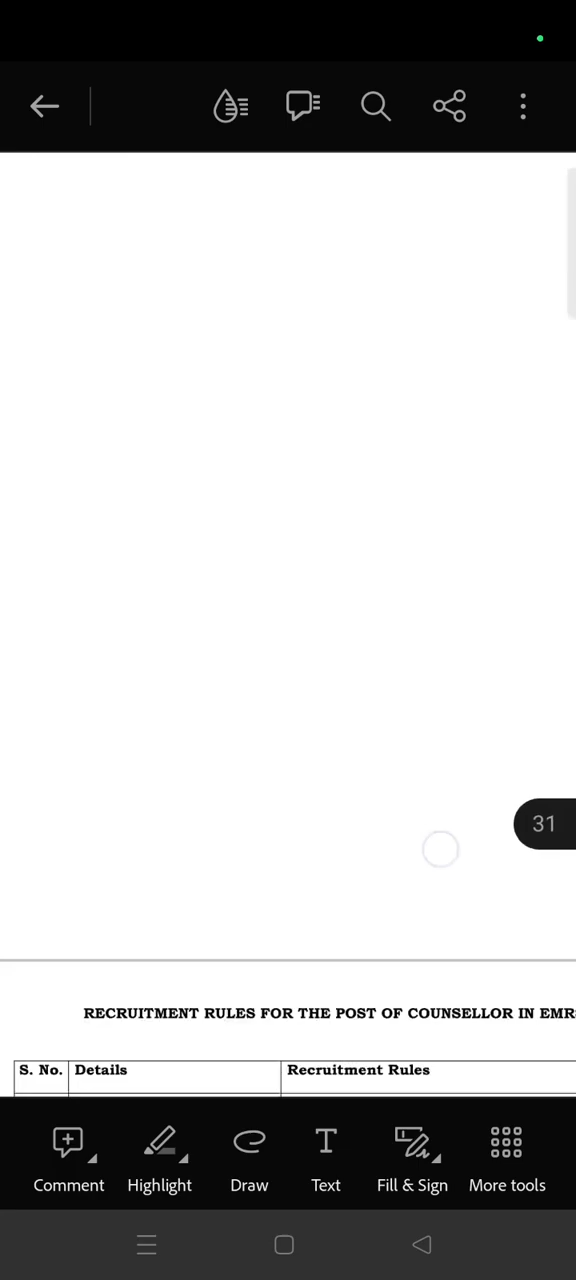 31
RECRUITMENT RULES FOR THE POST OF COUNSELLOR IN EMR
S. No. Details Recruitment Rules
Comment Highlight Draw Text Fill & Sign More tools